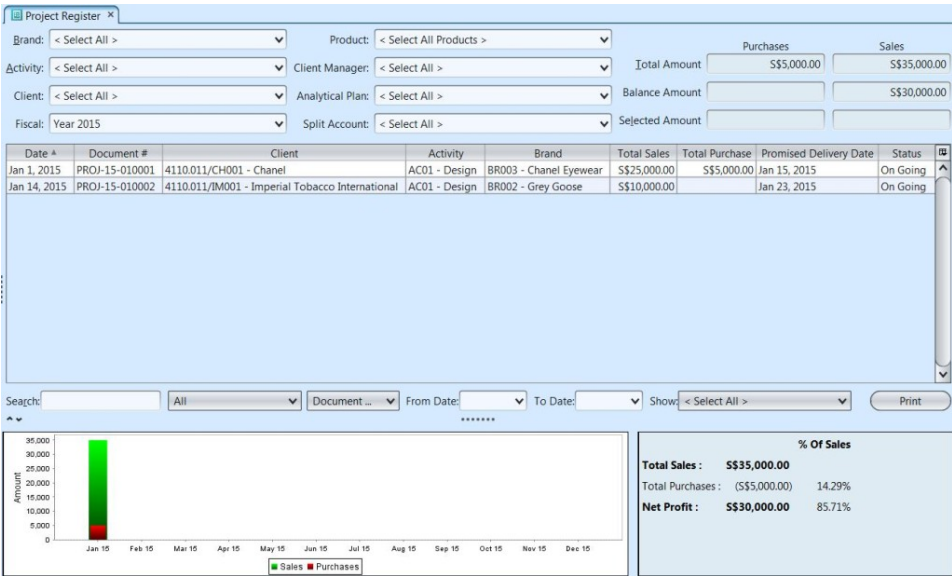 Project Register ×
Brand: < Select All > Product: < Select All Products > Purchases Sales
Activity: < Select All > Client Manager: < Select All > Total Amount S$5,000.00 S$35,000.00
Client: < Select All > Analytical Plan: < Select All > Balance Amount S$30,000.00
Fiscal: Year 2015 Split Account: < Select All > Selected Amount
Date Document # Client Activity Brand Total Sales Total Purchase Promised Delivery Date Status
Jan 1, 2015 PROJ-15-010001 4110.011/CH001 - Chanel AC01 - Design BR003 - Chanel Eyewear S$25,000.00 S$5,000.00 Jan 15, 2015 On Going
Jan 14, 2015 PROJ-15-010002 4110.011/IM001 - Imperial Tobacco International AC01 - Design BR002 - Grey Goose S$10,000.00 Jan 23, 2015 On Going
Search: All Document ... From Date: To Date: Show: < Select All > Print
% Of Sales
Total Sales : S$35,000.00
Total Purchases : (S$5,000.00) 14.29%
Net Profit : S$30,000.00 85.71%
Amount
35,000
30,000
25,000
20,000
15,000
10,000
5,000
0
Jan 15 Feb 15 Mar 15 Apr 15 May 15 Jun 15 Jul 15 Aug 15 Sep 15 Oct 15 Nov 15 Dec 15
Sales Purchases